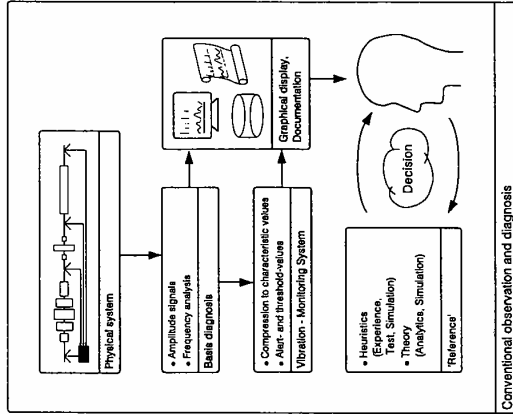 Physical system
• Amplitude signals
• Frequency analysis
Basis diagnosis
Graphical display,
Documentation
• Compression to characteristic values
• Alert- and threshold-values
Vibration - Monitoring System
• Heuristics
(Experience,
Test, Simulation)
• Theory
(Analytics, Simulation)
'Reference'
Decision
Conventional observation and diagnosis